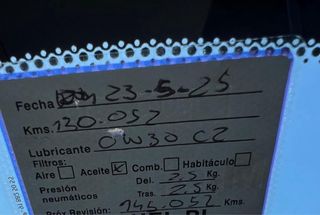 Fecha 23-5-25
Kms. 130.052
Lubricante 0W30 C2
Filtros:
Aire Aceite Comb. Habitáculo
Presión Del. 2,5 Kg.
neumáticos Tras. 2,5 Kg.
Próx Revisión: 145.052 Kms.